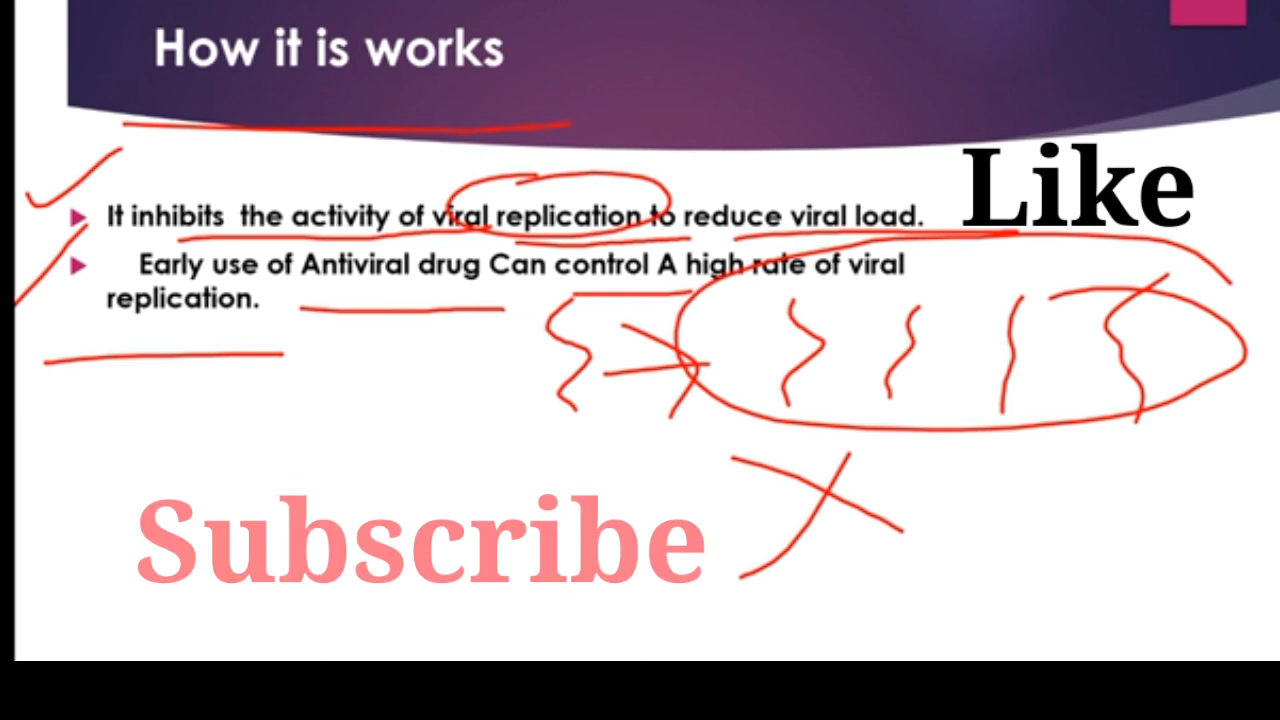 How it is works
It inhibits the activity of viral replication to reduce viral load.
Like
Early use of Antiviral drug Can control A high rate of viral
replication.
Subscribe